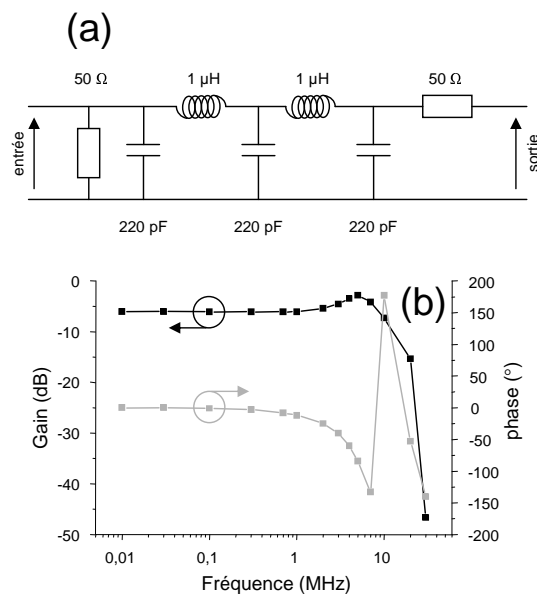 (a)
50 Ω 1 µH 1 µH 50 Ω
entrée
sortie
220 pF 220 pF 220 pF
(b)
0 200
150
-10 100
50
-20 0
-50
-30
-100
-40
-150
-50 -200
Gain (dB)
phase (°)
0,01 0,1 1 10
Fréquence (MHz)